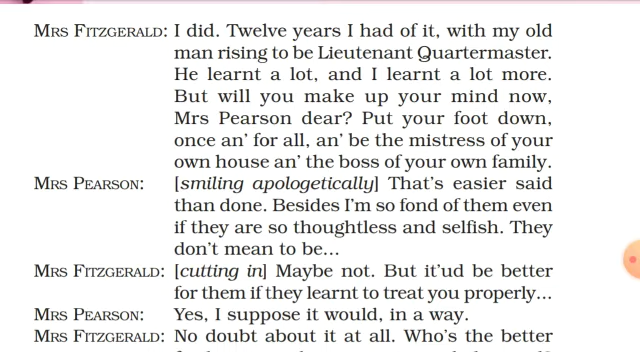 MRS FITZGERALD: I did. Twelve years I had of it, with my old
man rising to be Lieutenant Quartermaster.
He learnt a lot, and I learnt a lot more.
But will you make up your mind now,
Mrs Pearson dear? Put your foot down,
once an' for all, an' be the mistress of your
own house an' the boss of your own family.
MRS PEARSON: [smiling apologetically] That's easier said
than done. Besides I'm so fond of them even
if they are so thoughtless and selfish. They
don't mean to be...
MRS FITZGERALD: [cutting in] Maybe not. But it'ud be better
for them if they learnt to treat you properly...
MRS PEARSON: Yes, I suppose it would, in a way.
MRS FITZGERALD: No doubt about it at all. Who's the better